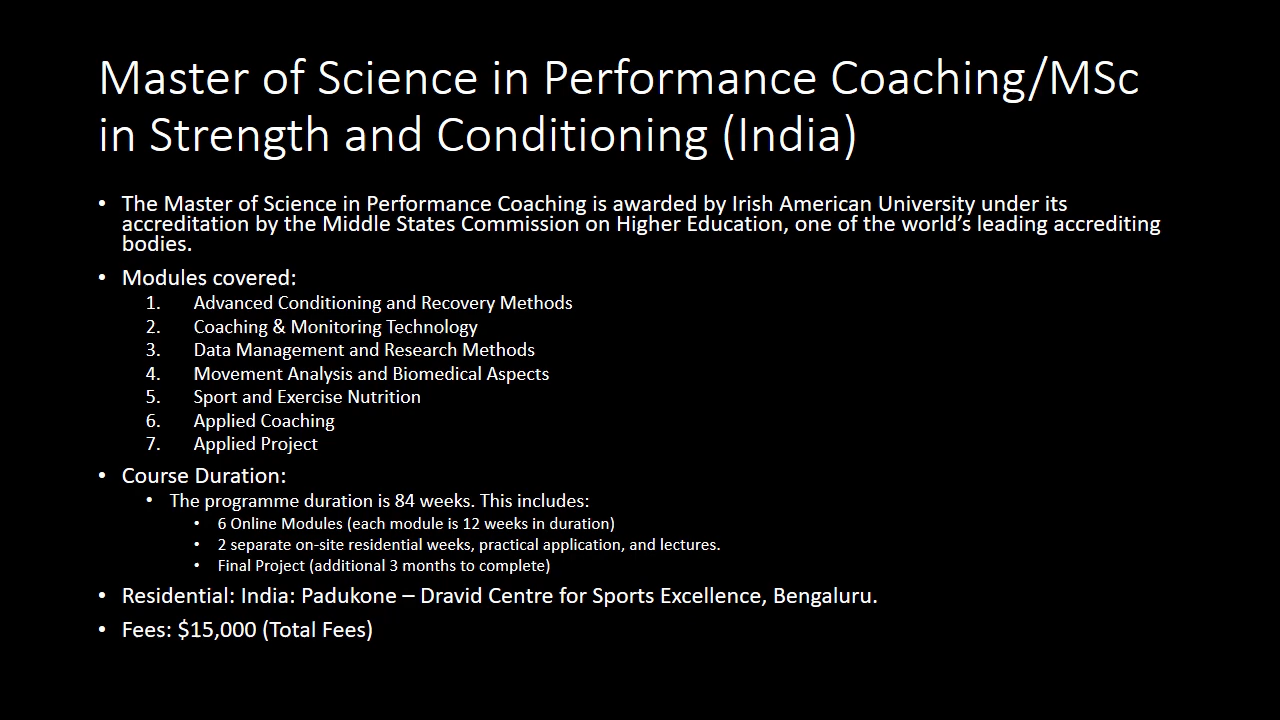 Master of Science in Performance Coaching/MSc
in Strength and Conditioning (India)
• The Master of Science in Performance Coaching is awarded by Irish American University under its
accreditation by the Middle States Commission on Higher Education, one of the world’s leading accrediting
bodies.
• Modules covered:
1. Advanced Conditioning and Recovery Methods
2. Coaching & Monitoring Technology
3. Data Management and Research Methods
4. Movement Analysis and Biomedical Aspects
5. Sport and Exercise Nutrition
6. Applied Coaching
7. Applied Project
• Course Duration:
• The programme duration is 84 weeks. This includes:
• 6 Online Modules (each module is 12 weeks in duration)
• 2 separate on-site residential weeks, practical application, and lectures.
• Final Project (additional 3 months to complete)
• Residential: India: Padukone – Dravid Centre for Sports Excellence, Bengaluru.
• Fees: $15,000 (Total Fees)